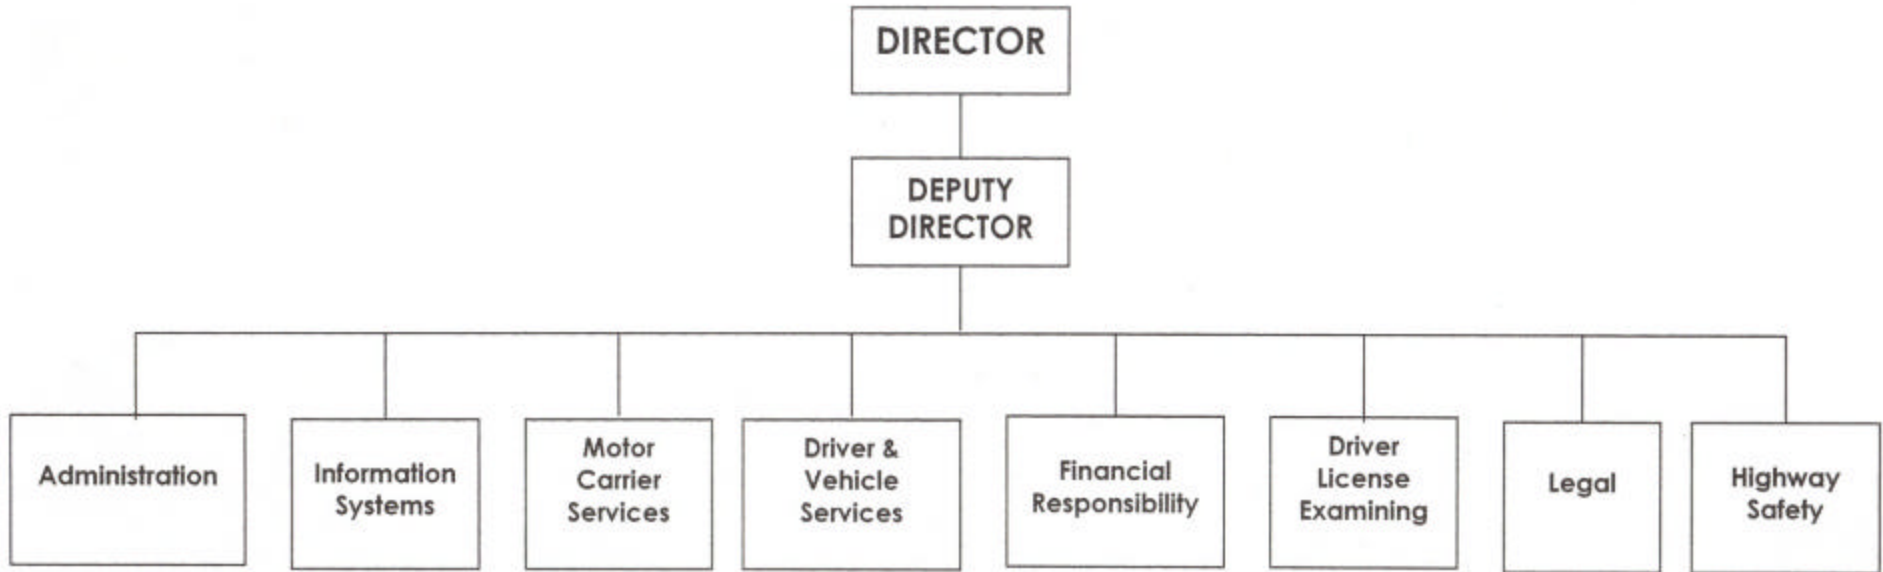 DIRECTOR
DEPUTY
DIRECTOR
Administration
Information
Systems
Motor
Carrier
Services
Driver &
Vehicle
Services
Financial
Responsibility
Driver
License
Examining
Legal
Highway
Safety